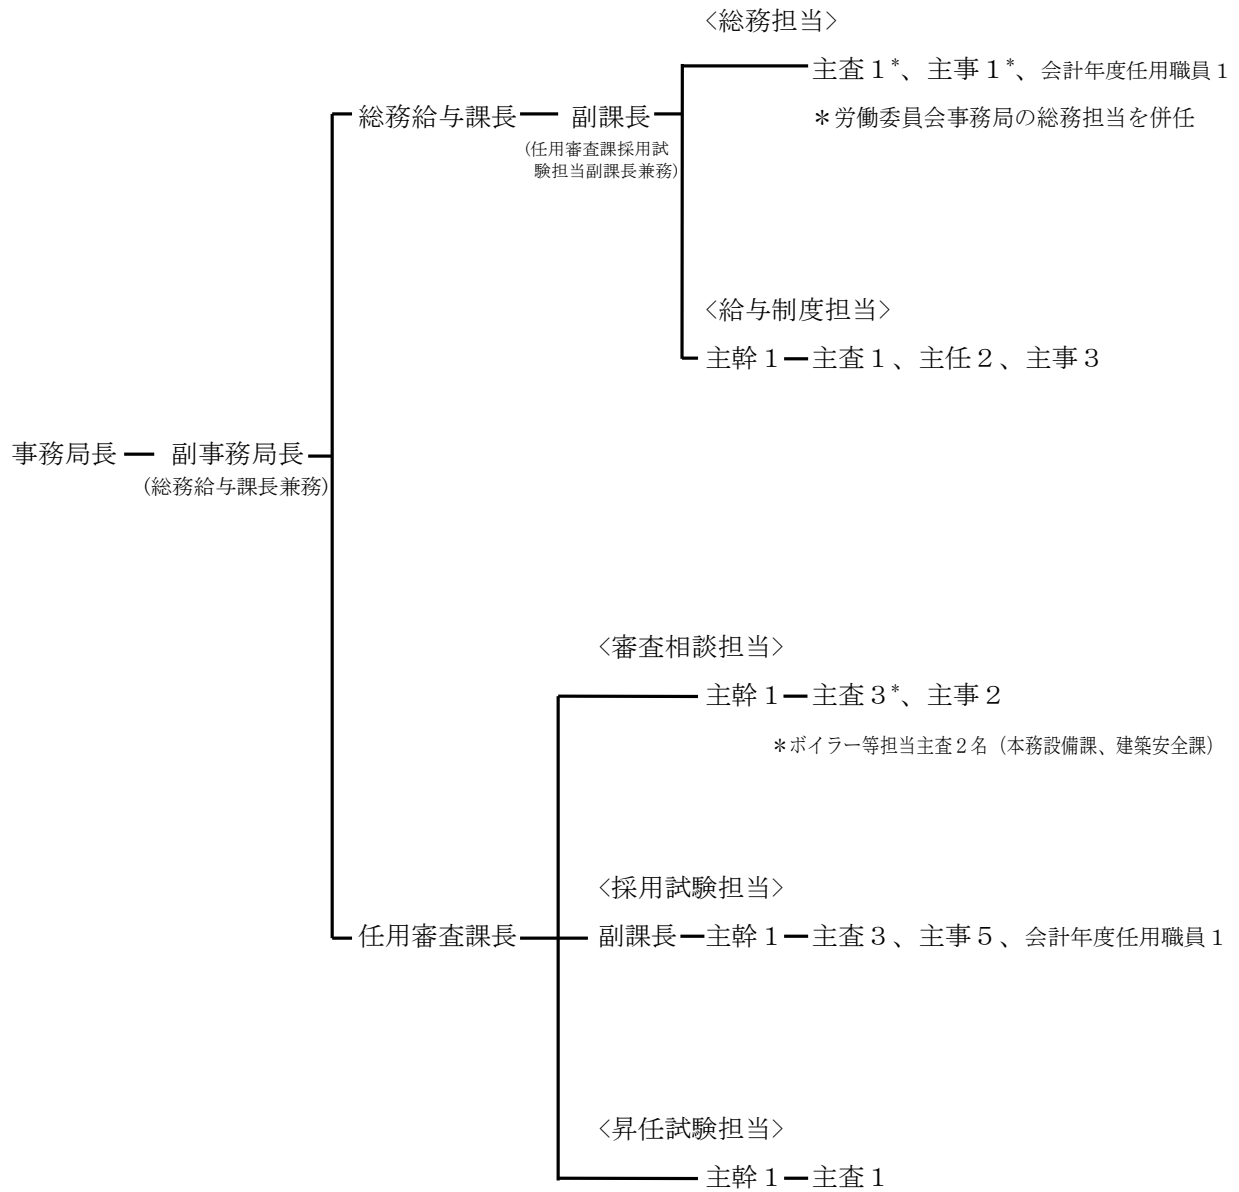 〈総務担当〉
主査１*、主事１*、会計年度任用職員１
総務給与課長 副課長
＊労働委員会事務局の総務担当を併任
(任用審査課採用試
験担当副課長兼務)
〈給与制度担当〉
主幹１ 主査１、主任２、主事３
事務局長 副事務局長
(総務給与課長兼務)
〈審査相談担当〉
主幹１ 主査３*、主事２
＊ボイラー等担当主査２名（本務設備課、建築安全課）
〈採用試験担当〉
任用審査課長 副課長 主幹１ 主査３、主事５、会計年度任用職員１
〈昇任試験担当〉
主幹１ 主査１